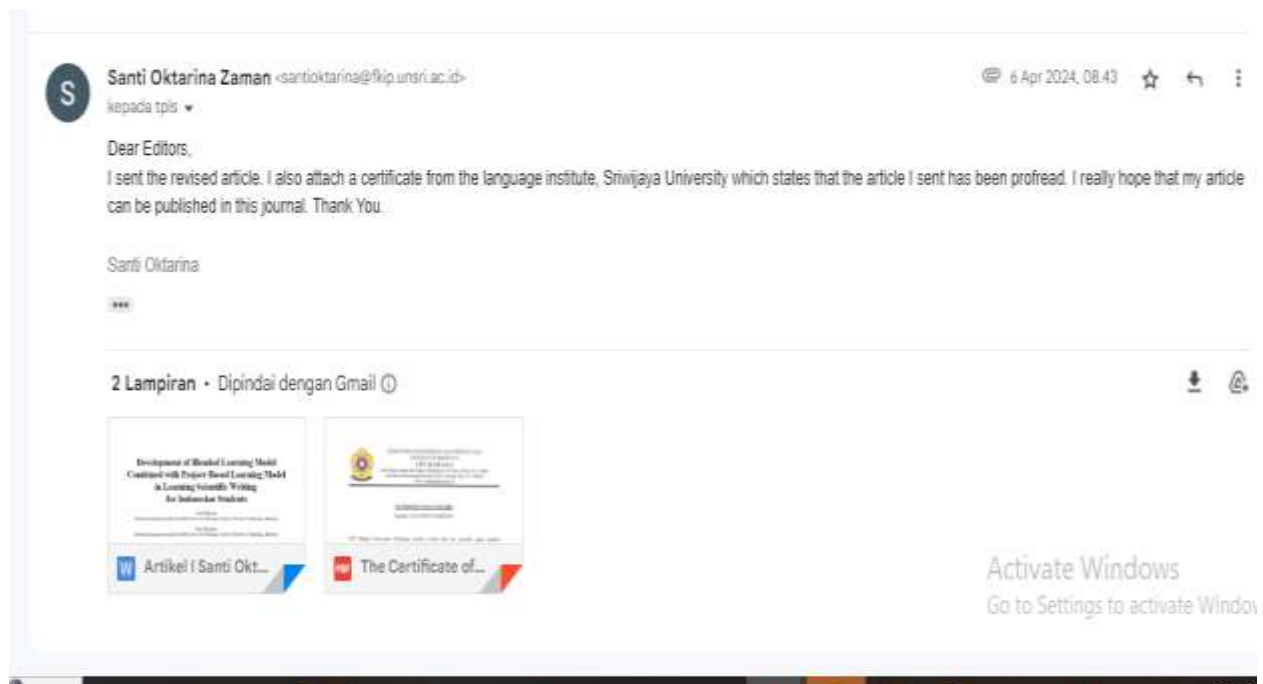 S
Santi Oktarina Zaman <santioktarina@fkip.unsri.ac.id>
6 Apr 2024, 08.43
kepada tpls
Dear Editors,
I sent the revised article. I also attach a certificate from the language institute, Sriwijaya University which states that the article I sent has been profread. I really hope that my article
can be published in this journal. Thank You.
Santi Oktarina
2 Lampiran • Dipindai dengan Gmail
Development of Blended Learning Model
Combined with Project-Based Learning Model
in Learning Scientific Writing
for Indonesian Students
W Artikel 1 Santi Okt...
PDF The Certificate of...
Activate Windows
Go to Settings to activate Window